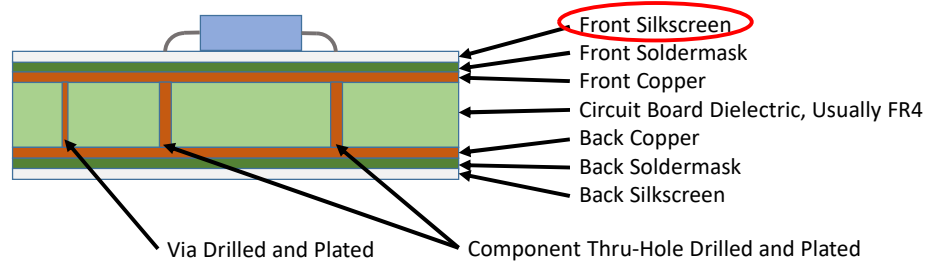 Front Silkscreen
Front Soldermask
Front Copper
Circuit Board Dielectric, Usually FR4
Back Copper
Back Soldermask
Back Silkscreen
Via Drilled and Plated
Component Thru-Hole Drilled and Plated